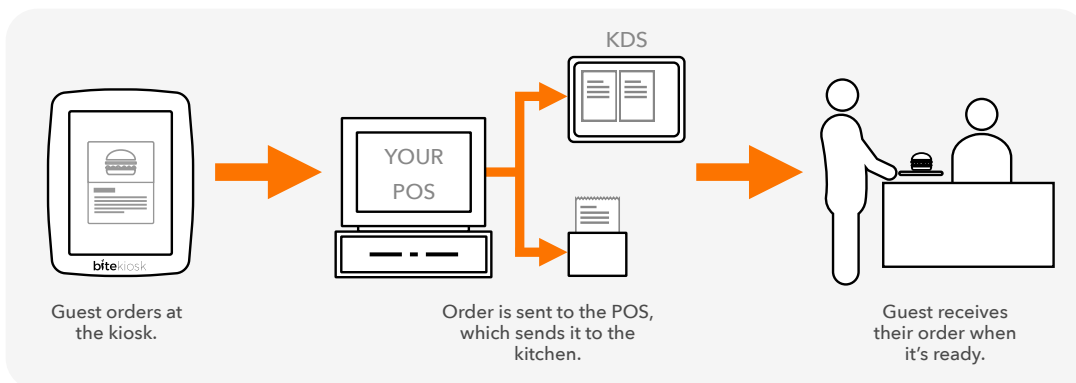 KDS
YOUR
POS
bitekiosk
Guest orders at
the kiosk.
Order is sent to the POS,
which sends it to the
kitchen.
Guest receives
their order when
it's ready.